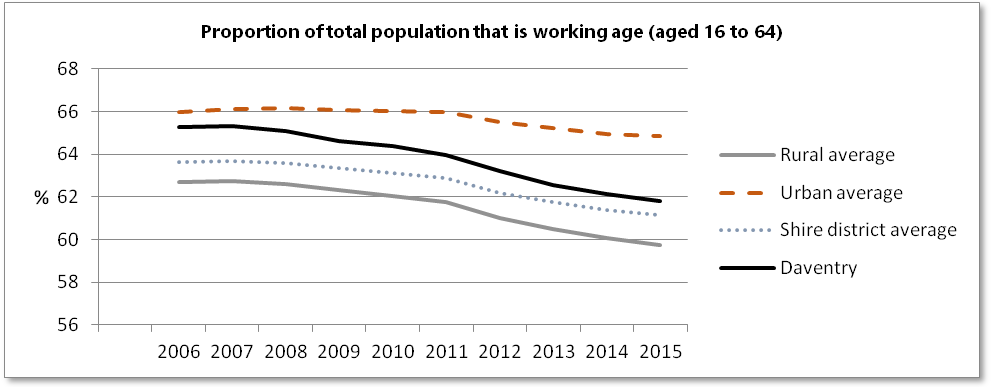 Proportion of total population that is working age (aged 16 to 64)
68
66
64
62
60
58
56
%
2006 2007 2008 2009 2010 2011 2012 2013 2014 2015
Rural average
Urban average
Shire district average
Daventry